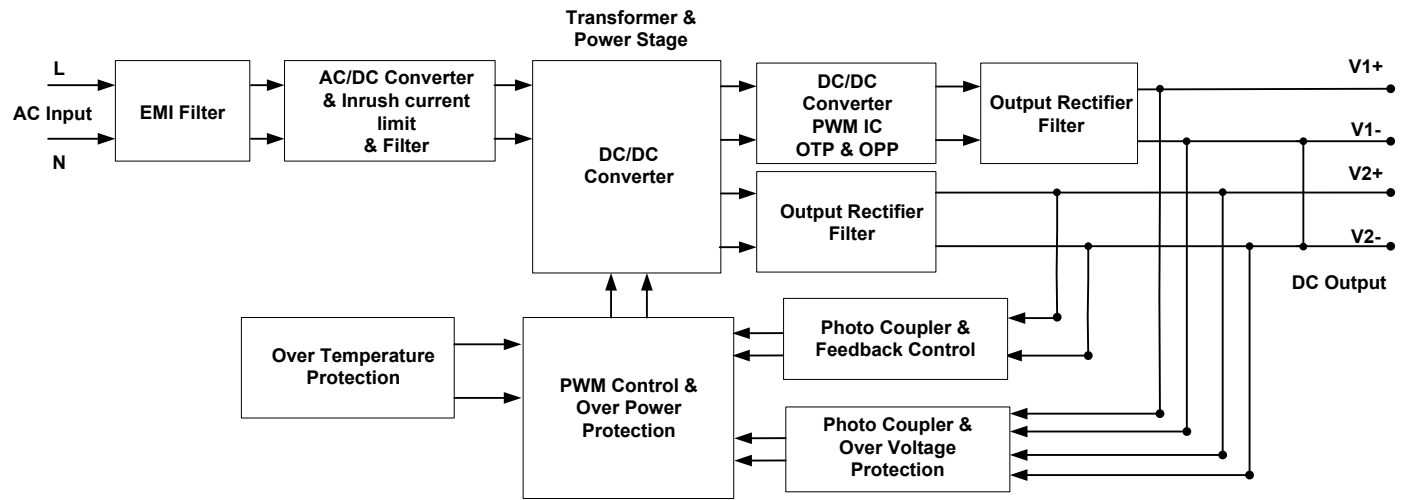 Transformer &
Power Stage
L
AC Input
N
EMI Filter
AC/DC Converter
& Inrush current
limit
& Filter
DC/DC
Converter
DC/DC
Converter
PWM IC
OTP & OPP
Output Rectifier
Filter
V1+
V1-
V2+
V2-
DC Output
Output Rectifier
Filter
Over Temperature
Protection
PWM Control &
Over Power
Protection
Photo Coupler &
Feedback Control
Photo Coupler &
Over Voltage
Protection